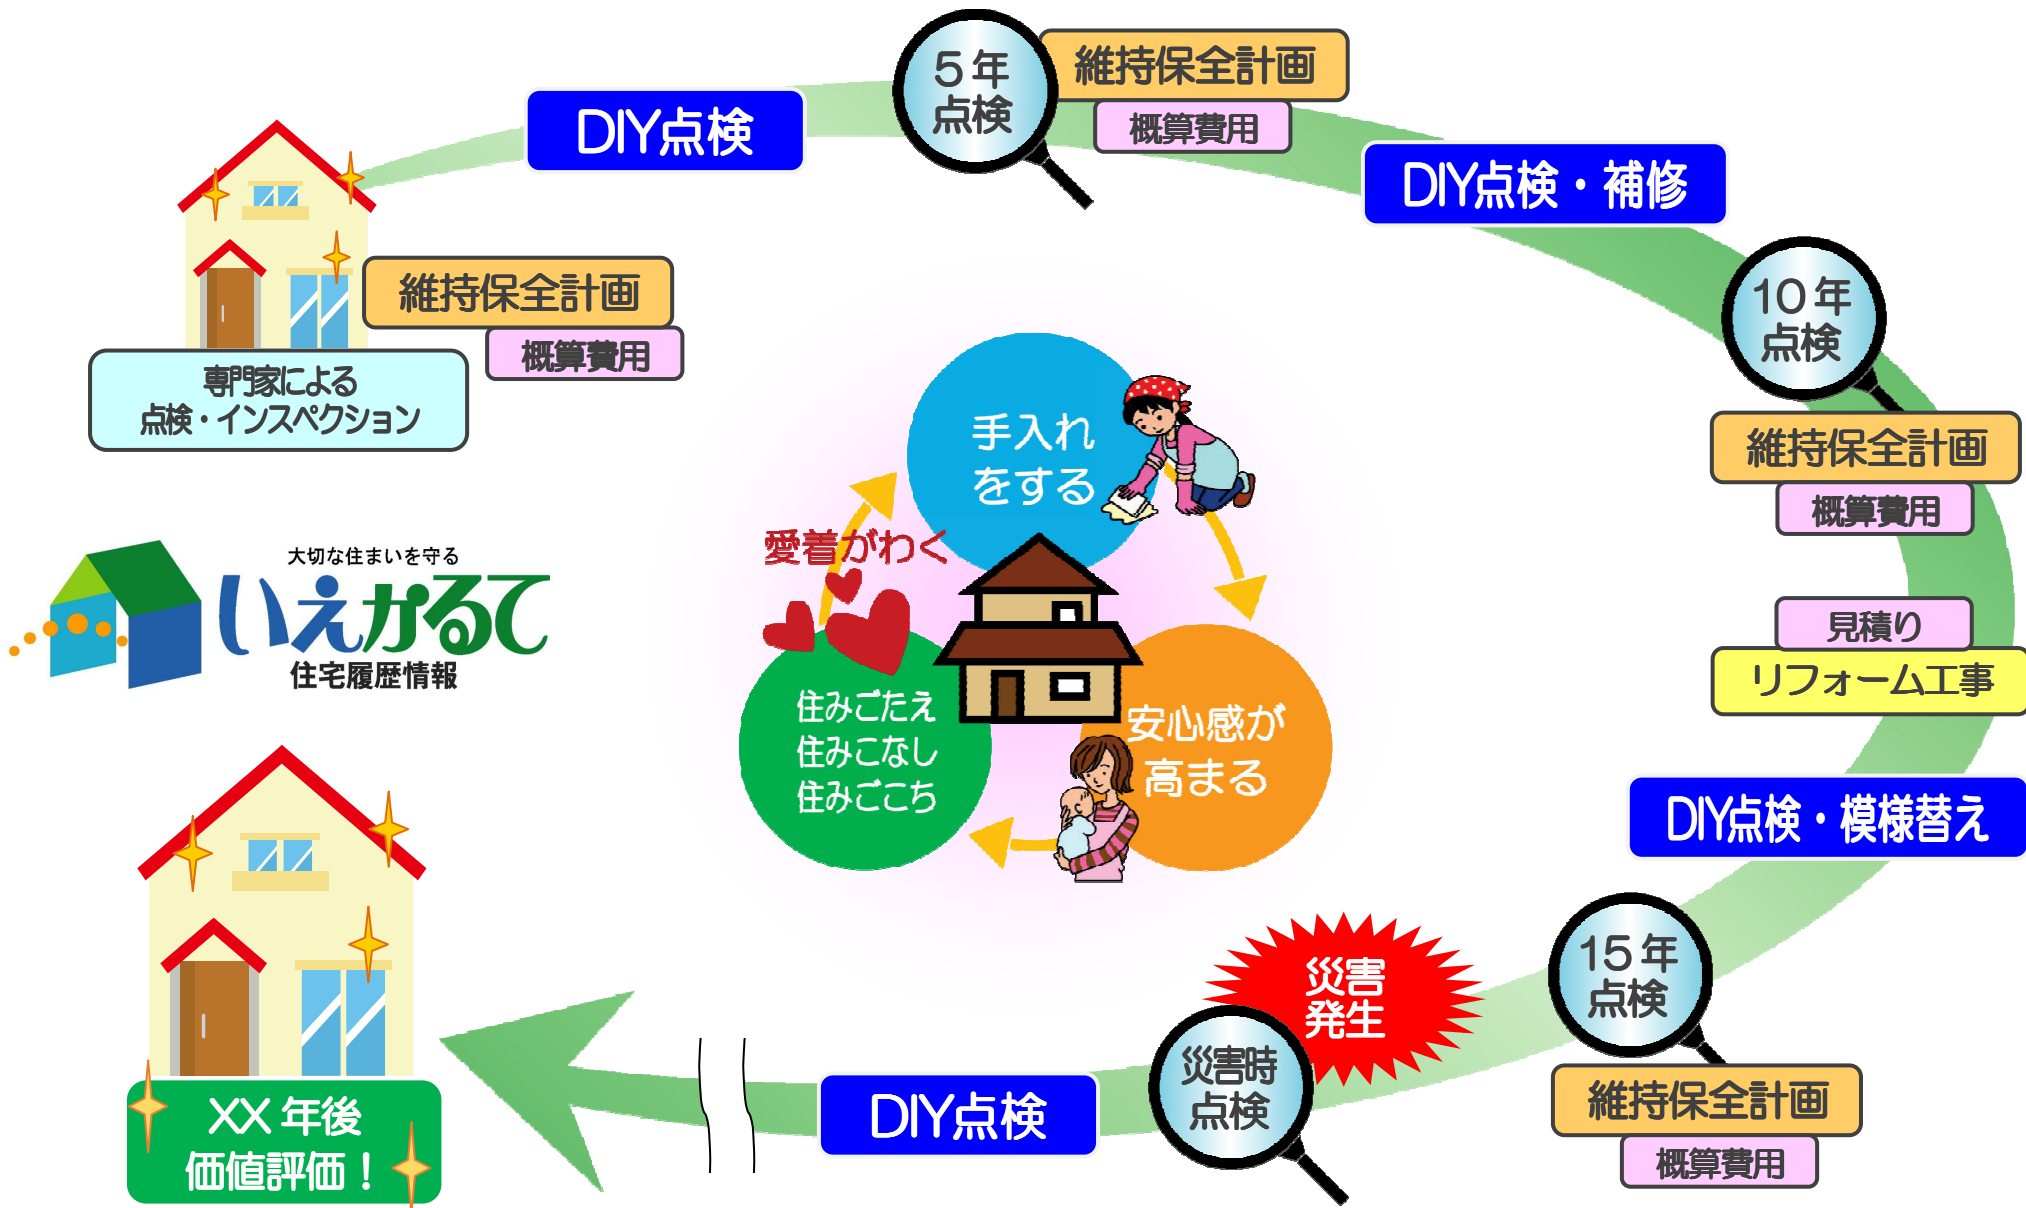 DIY点検
5年
点検
維持保全計画
概算費用
DIY点検・補修
10年
点検
維持保全計画
概算費用
維持保全計画
概算費用
専門家による
点検・インスペクション
手入れ
をする
愛着がわく
安心感が
高まる
住みごたえ
住みこなし
住みごこち
大切な住まいを守る
いえかるて
住宅履歴情報
見積り
リフォーム工事
DIY点検・模様替え
15年
点検
維持保全計画
概算費用
災害
発生
災害時
点検
DIY点検
XX年後
価値評価！